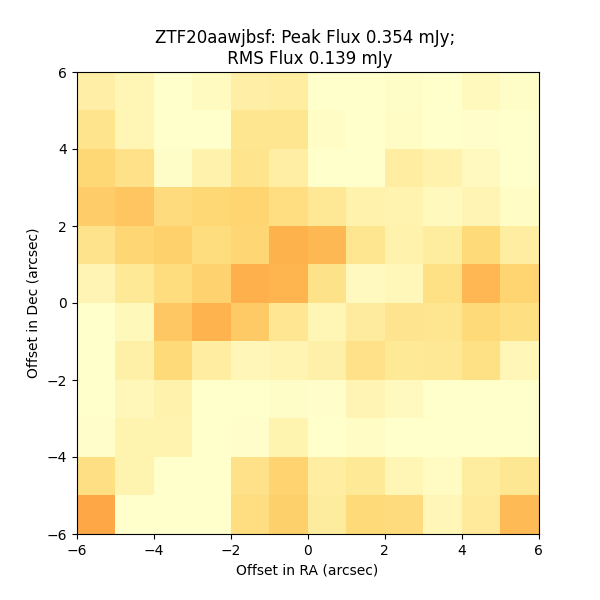 ZTF20aawjbsf: Peak Flux 0.354 mJy;
RMS Flux 0.139 mJy
6
4
2
0
−2
−4
−6
Offset in Dec (arcsec)
−6 −4 −2 0 2 4 6
Offset in RA (arcsec)